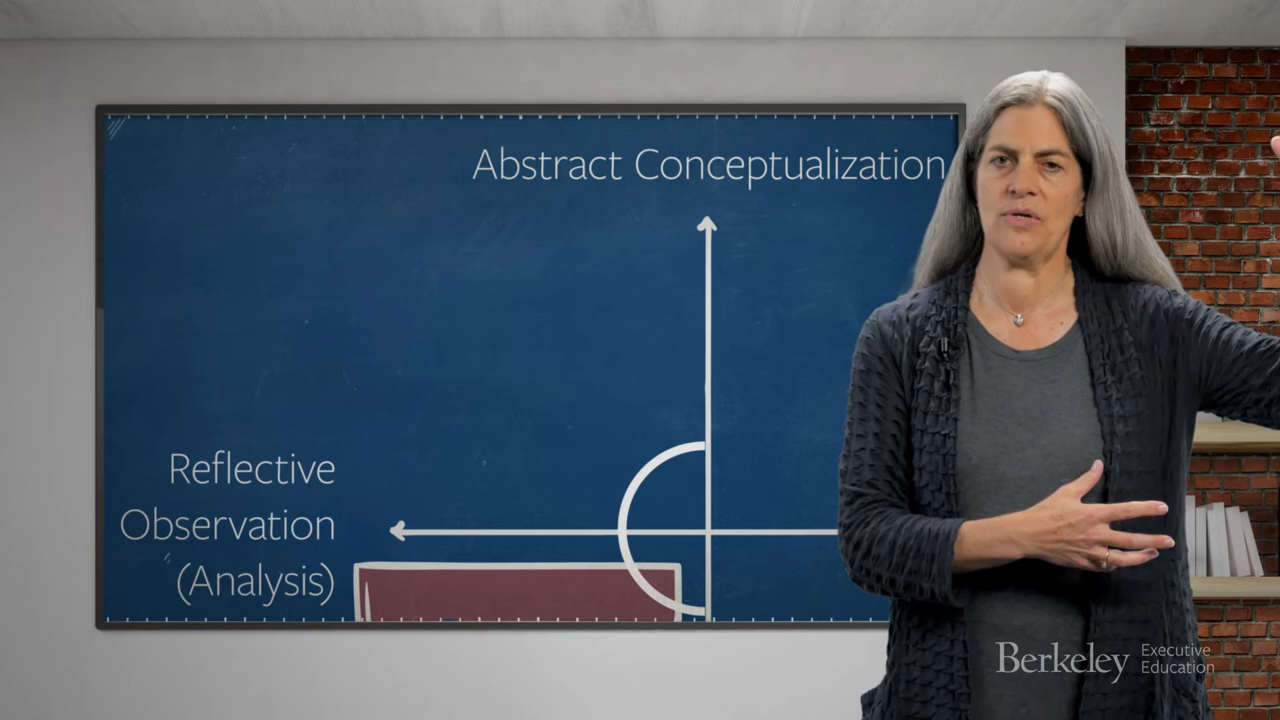 Abstract Conceptualization
Reflective
Observation
(Analysis)
Berkeley
Executive
Education